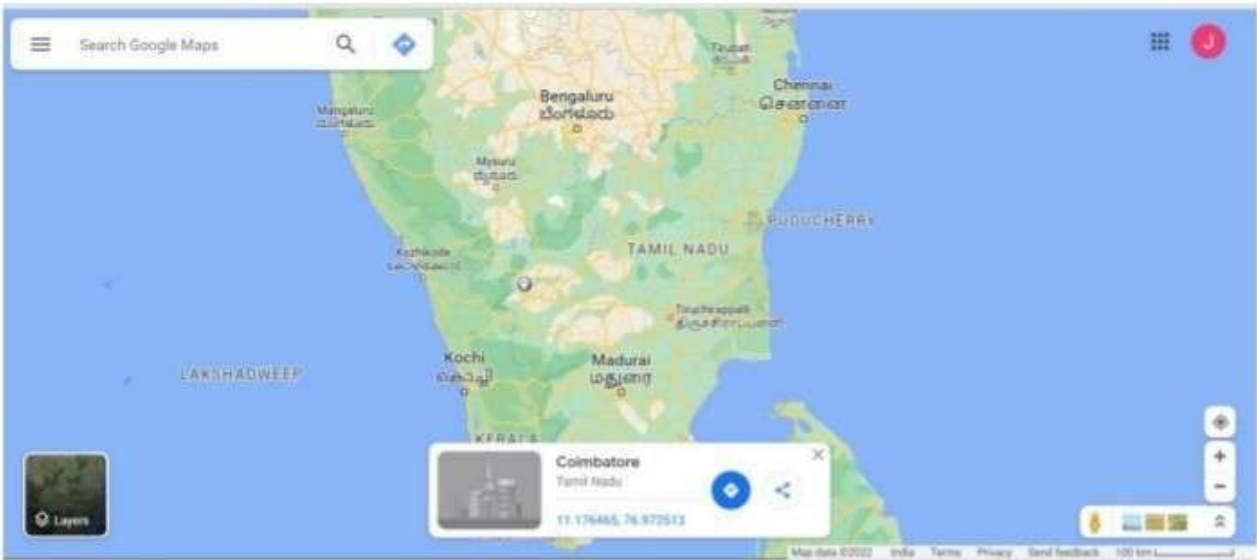 Search Google Maps
J
Tirupati
Chennai
சென்னை
Bengaluru
ಬೆಂಗಳೂರು
Mangaluru
ಮಂಗಳೂರು
Mysuru
ಮೈಸೂರು
PUDUCHERRY
TAMIL NADU
Kozhikode
Tiruchirappalli
திருச்சிராப்பள்ளி
LAKSHADWEEP
Kochi
Madurai
மதுரை
KERALA
Coimbatore
Tamil Nadu
11.176465, 76.972513
Layers
Map data ©2022 India Terms Privacy Send feedback 100 km